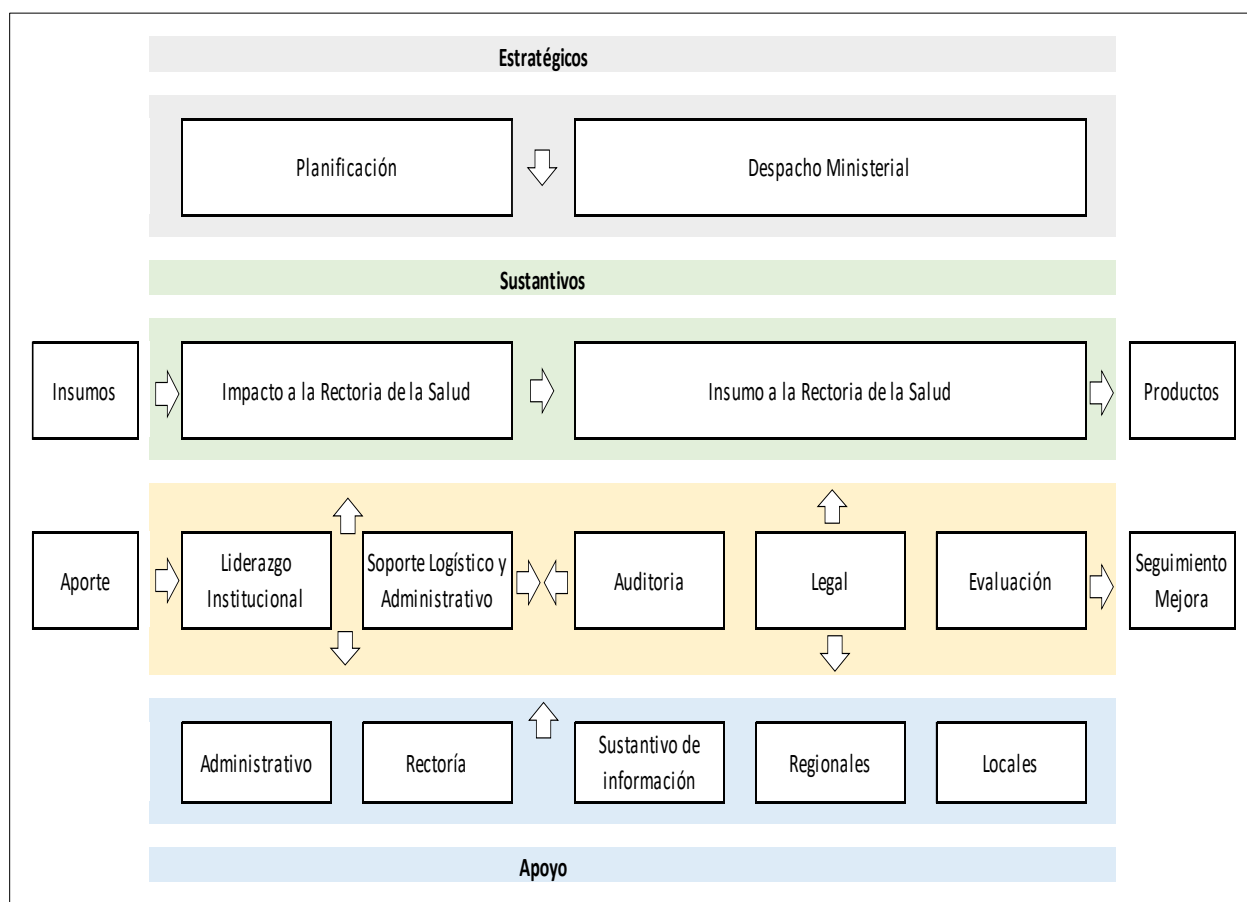 Estratégicos
Planificación
Despacho Ministerial
Sustantivos
Insumos
Impacto a la Rectoria de la Salud
Insumo a la Rectoria de la Salud
Productos
Aporte
Liderazgo
Institucional
Soporte Logístico y
Administrativo
Auditoria
Legal
Evaluación
Seguimiento
Mejora
Administrativo
Rectoría
Sustantivo de
información
Regionales
Locales
Apoyo